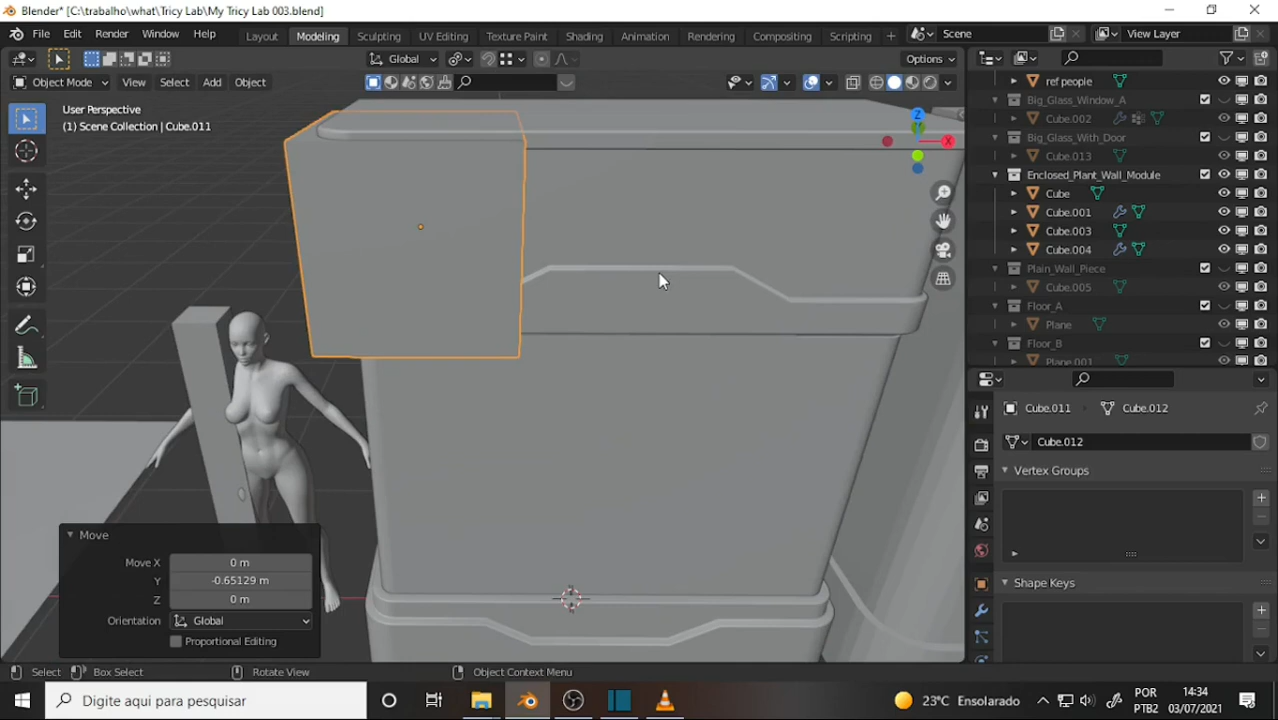 Blender* [C:\trabalho\what\Tricy Lab\My Tricy Lab 003.blend]
File Edit Render Window Help Layout Modeling Sculpting UV Editing Texture Paint Shading Animation Rendering Compositing Scripting + Scene View Layer
Global Options
Object Mode View Select Add Object
User Perspective
(1) Scene Collection | Cube.011
Z
X
ref people
Big_Glass_Window_A
Cube.002
Big_Glass_With_Door
Cube.013
Enclosed_Plant_Wall_Module
Cube
Cube.001
Cube.003
Cube.004
Plain_Wall_Piece
Cube.005
Floor_A
Plane
Floor_B
Plane.001
Cube.011 Cube.012
Cube.012
Vertex Groups
Shape Keys
Move
Move X 0 m
Y -0.65129 m
Z 0 m
Orientation Global
Proportional Editing
Select Box Select Rotate View Object Context Menu
Digite aqui para pesquisar
23°C Ensolarado
POR
PTB2
14:34
03/07/2021